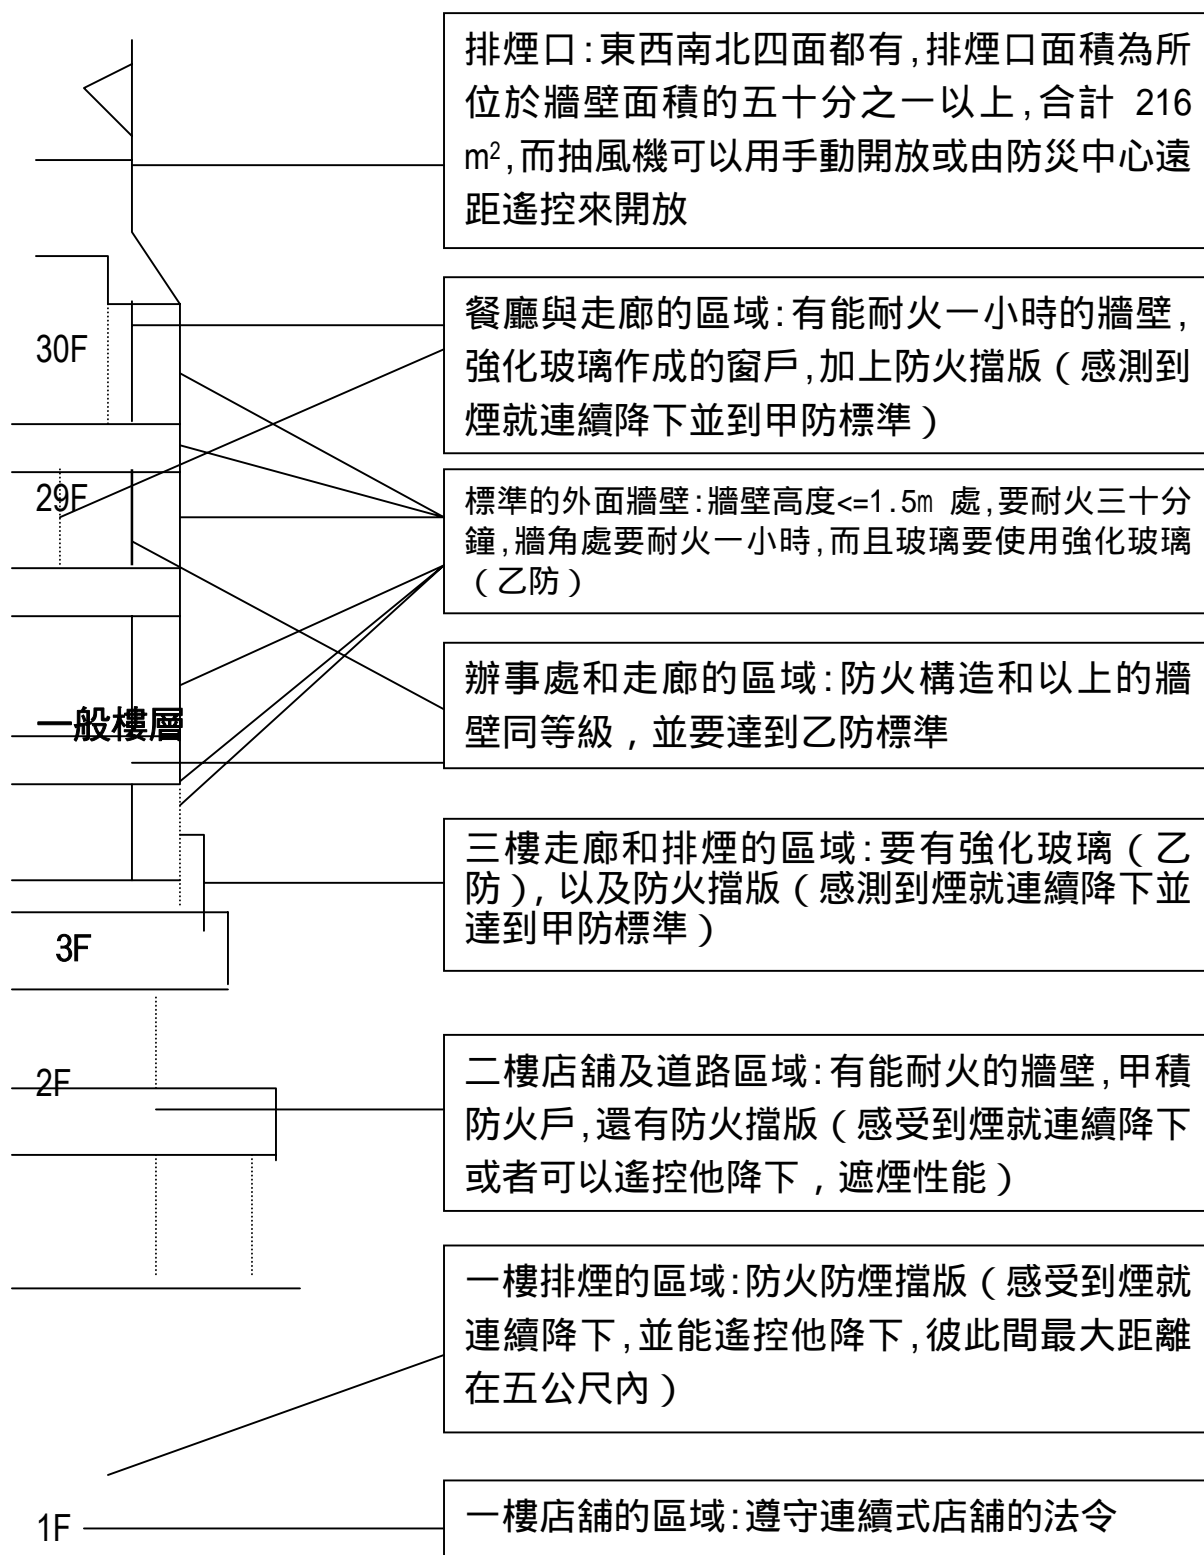 排煙口:東西南北四面都有,排煙口面積為所
位於牆壁面積的五十分之一以上,合計 216
m²,而抽風機可以用手動開放或由防災中心遠
距遙控來開放
餐廳與走廊的區域:有能耐火一小時的牆壁,
強化玻璃作成的窗戶,加上防火擋版(感測到
煙就連續降下並到甲防標準)
30F
標準的外面牆壁:牆壁高度<=1.5m 處,要耐火三十分
鐘,牆角處要耐火一小時,而且玻璃要使用強化玻璃
(乙防)
29F
辦事處和走廊的區域:防火構造和以上的牆
壁同等級,並要達到乙防標準
一般樓層
三樓走廊和排煙的區域:要有強化玻璃(乙
防),以及防火擋版(感測到煙就連續降下並
達到甲防標準)
3F
二樓店舖及道路區域:有能耐火的牆壁,甲積
防火戶,還有防火擋版(感受到煙就連續降下
或者可以遙控他降下,遮煙性能)
2F
一樓排煙的區域:防火防煙擋版(感受到煙就
連續降下,並能遙控他降下,彼此間最大距離
在五公尺內)
1F
一樓店舖的區域:遵守連續式店舖的法令